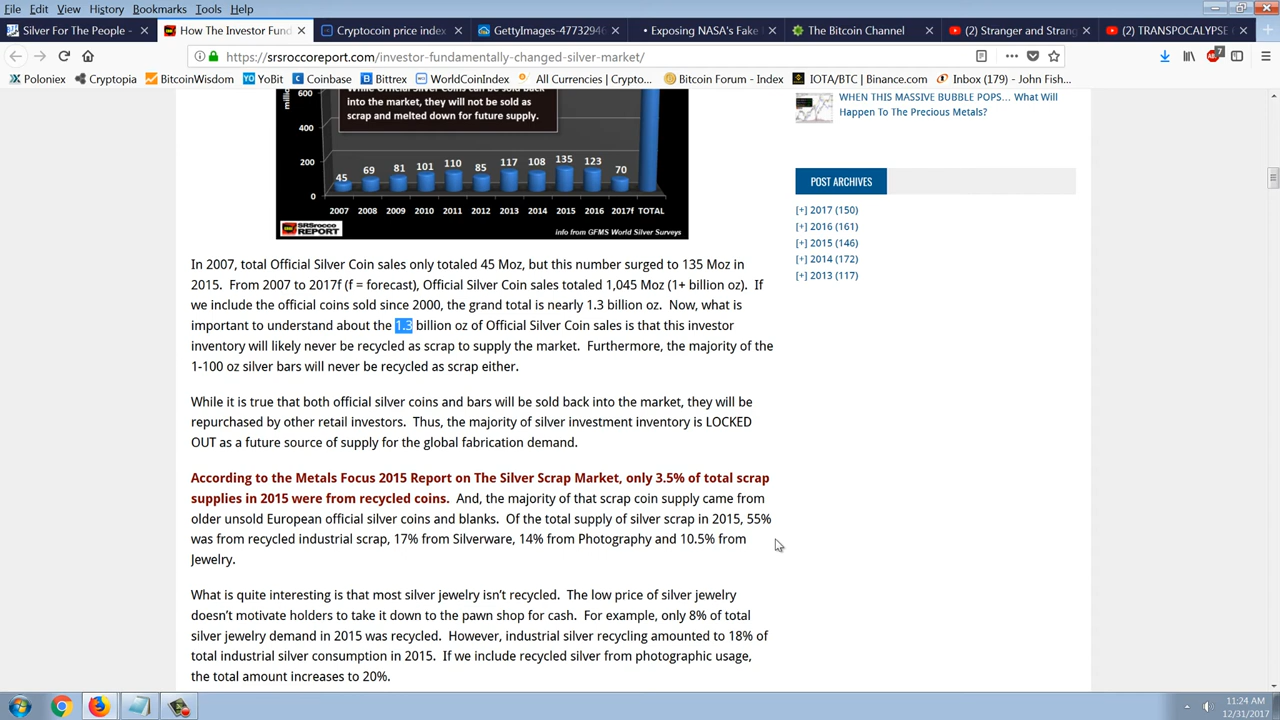 File Edit View History Bookmarks Tools Help
Silver For The People -
How The Investor Fund
Cryptocoin price index
GettyImages-47732946
Exposing NASA's Fake
The Bitcoin Channel
(2) Stranger and Strang
(2) TRANSPOCALYPSE
https://srsroccoreport.com/investor-fundamentally-changed-silver-market/
7
Poloniex Cryptopia BitcoinWisdom YoBit Coinbase Bittrex WorldCoinIndex All Currencies | Crypto... Bitcoin Forum - Index IOTA/BTC | Binance.com Inbox (179) - John Fish...
into the market, they will not be sold as
scrap and melted down for future supply.
600
400
200
0
45 69 81 101 110 85 117 108 135 123 70
2007 2008 2009 2010 2011 2012 2013 2014 2015 2016 2017f TOTAL
SRSrocco
REPORT
info from GFMS World Silver Surveys
In 2007, total Official Silver Coin sales only totaled 45 Moz, but this number surged to 135 Moz in
2015. From 2007 to 2017f (f = forecast), Official Silver Coin sales totaled 1,045 Moz (1+ billion oz). If
we include the official coins sold since 2000, the grand total is nearly 1.3 billion oz. Now, what is
important to understand about the 1.3 billion oz of Official Silver Coin sales is that this investor
inventory will likely never be recycled as scrap to supply the market. Furthermore, the majority of the
1-100 oz silver bars will never be recycled as scrap either.
While it is true that both official silver coins and bars will be sold back into the market, they will be
repurchased by other retail investors. Thus, the majority of silver investment inventory is LOCKED
OUT as a future source of supply for the global fabrication demand.
According to the Metals Focus 2015 Report on The Silver Scrap Market, only 3.5% of total scrap
supplies in 2015 were from recycled coins. And, the majority of that scrap coin supply came from
older unsold European official silver coins and blanks. Of the total supply of silver scrap in 2015, 55%
was from recycled industrial scrap, 17% from Silverware, 14% from Photography and 10.5% from
Jewelry.
What is quite interesting is that most silver jewelry isn't recycled. The low price of silver jewelry
doesn't motivate holders to take it down to the pawn shop for cash. For example, only 8% of total
silver jewelry demand in 2015 was recycled. However, industrial silver recycling amounted to 18% of
total industrial silver consumption in 2015. If we include recycled silver from photographic usage,
the total amount increases to 20%.
WHEN THIS MASSIVE BUBBLE POPS... What Will
Happen To The Precious Metals?
POST ARCHIVES
[+] 2017 (150)
[+] 2016 (161)
[+] 2015 (146)
[+] 2014 (172)
[+] 2013 (117)
11:24 AM
12/31/2017